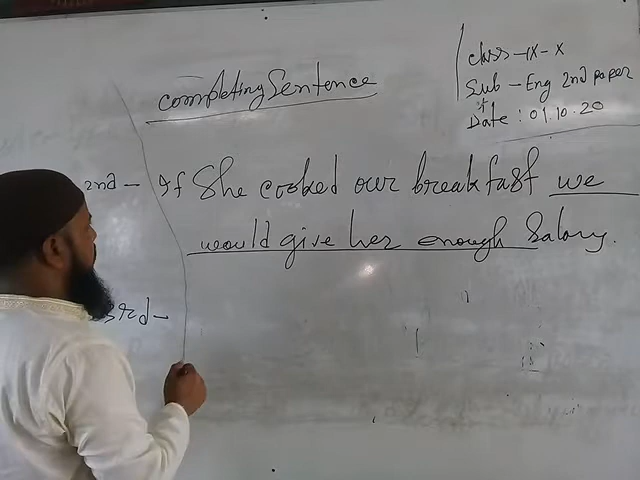 Completing Sentence
Class - IX - X
Sub - Eng 2nd paper
Date : 01.10.20
2nd - If She cooked our breakfast we
would give her enough Salary.
3rd -